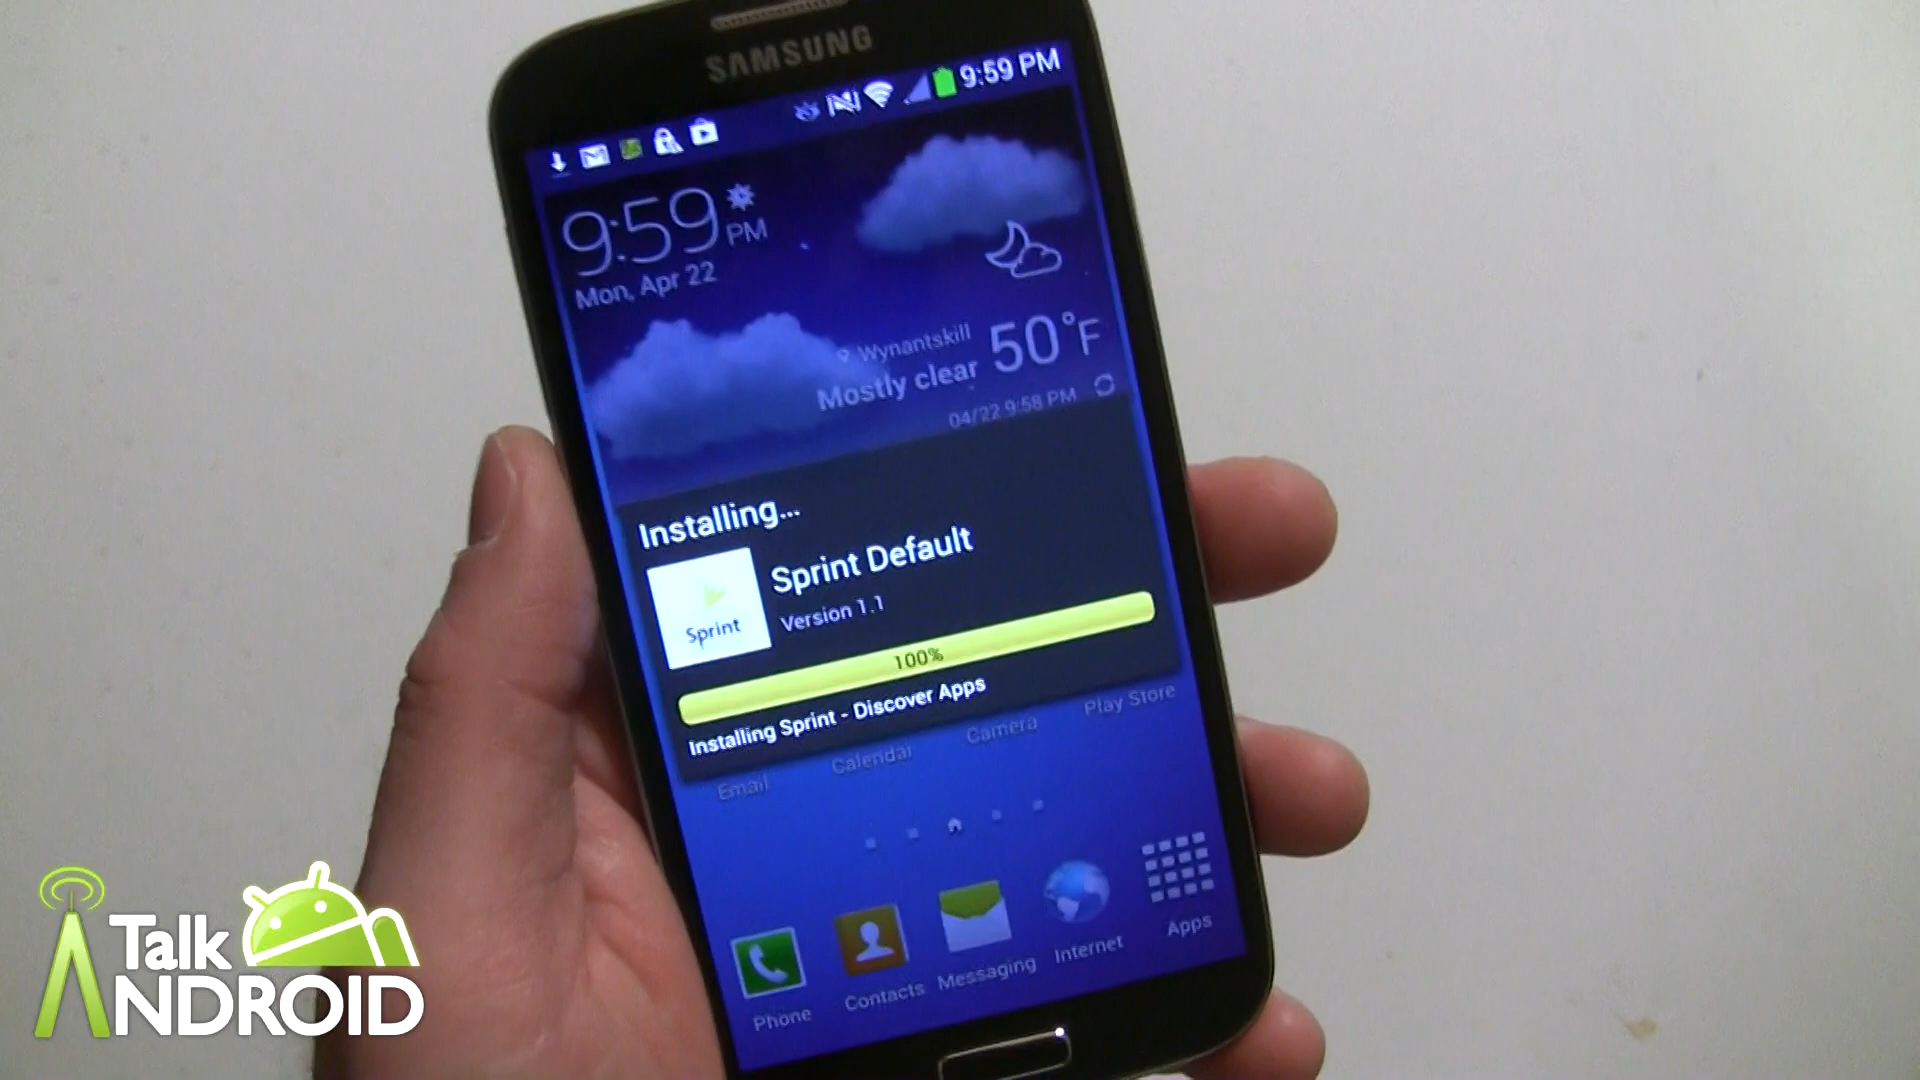 SAMSUNG
9:59 PM
9:59 PM
Mon, Apr 22
Wynantskill
50°F
Mostly clear
04/22 9:58 PM
Installing...
Sprint Default
Sprint
Version 1.1
100%
Installing Sprint - Discover Apps
Email
Calendar
Camera
Play Store
Phone
Contacts
Messaging
Internet
Apps
Talk
ANDROID